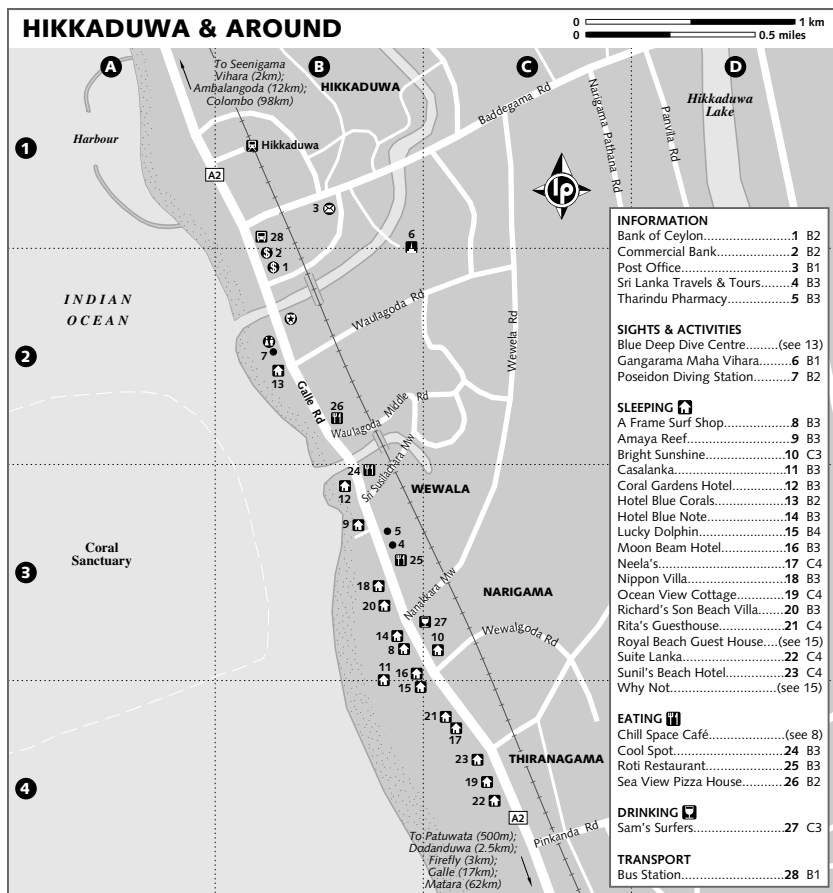 HIKKADUWA & AROUND
0 1 km
0 0.5 miles
A
B
C
D
To Seenigama
Vihara (2km);
Ambalangoda (12km);
Colombo (98km)
HIKKADUWA
Baddegama Rd
Narigama Pathana Rd
Panvila Rd
Hikkaduwa
Lake
Harbour
1
Hikkaduwa
A2
lp
3
28
2
1
6
INDIAN
OCEAN
Waulagoda Rd
Wewela Rd
2
7
13
Galle Rd
26
Waulagoda Middle Rd
24
Sri Susilachara Mw
12
WEWALA
9
5
4
25
Coral
Sanctuary
3
18
20
Nanakkara Mw
NARIGAMA
27
14
10
8
Wewalgoda Rd
11
16
15
21
17
23
THIRANAGAMA
19
22
4
A2
Pinkanda Rd
To Patuwata (500m);
Dodanduwa (2.5km);
Firefly (3km);
Galle (17km);
Matara (62km)
INFORMATION
Bank of Ceylon 1 B2
Commercial Bank 2 B2
Post Office 3 B1
Sri Lanka Travels & Tours 4 B3
Tharindu Pharmacy 5 B3
SIGHTS & ACTIVITIES
Blue Deep Dive Centre (see 13)
Gangarama Maha Vihara 6 B1
Poseidon Diving Station 7 B2
SLEEPING
A Frame Surf Shop 8 B3
Amaya Reef 9 B3
Bright Sunshine 10 C3
Casalanka 11 B3
Coral Gardens Hotel 12 B3
Hotel Blue Corals 13 B2
Hotel Blue Note 14 B3
Lucky Dolphin 15 B4
Moon Beam Hotel 16 B3
Neela's 17 C4
Nippon Villa 18 B3
Ocean View Cottage 19 C4
Richard's Son Beach Villa 20 B3
Rita's Guesthouse 21 C4
Royal Beach Guest House (see 15)
Suite Lanka 22 C4
Sunil's Beach Hotel 23 C4
Why Not (see 15)
EATING
Chill Space Café (see 8)
Cool Spot 24 B3
Roti Restaurant 25 B3
Sea View Pizza House 26 B2
DRINKING
Sam's Surfers 27 C3
TRANSPORT
Bus Station 28 B1